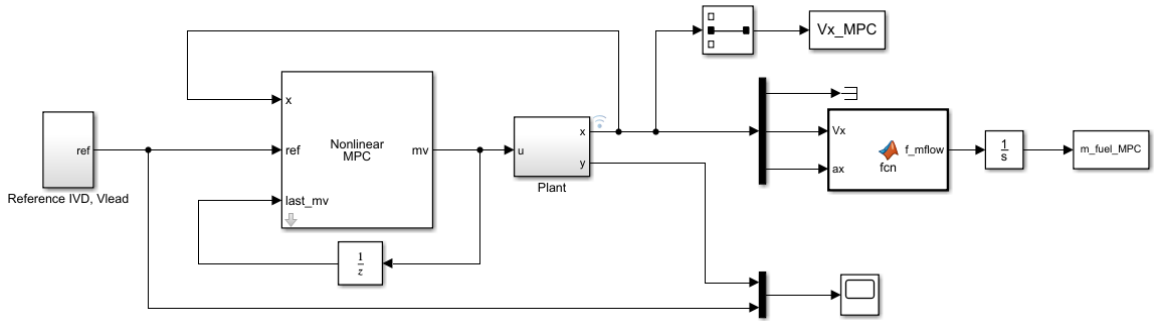 Vx_MPC
x
Nonlinear
MPC
ref
mv
last_mv
ref
Reference IVD, Vlead
u
x
y
Plant
Vx
ax
f_mflow
fcn
1
s
m_fuel_MPC
1
z